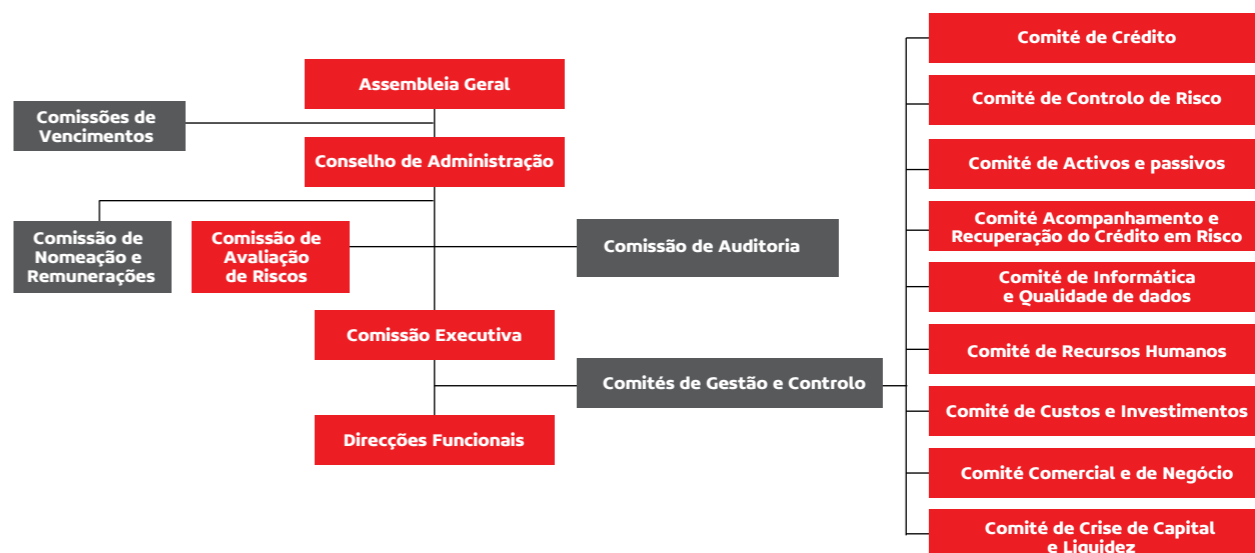 Assembleia Geral
Comissões de
Vencimentos
Conselho de Administração
Comissão de
Nomeação e
Remunerações
Comissão de
Avaliação
de Riscos
Comissão de Auditoria
Comissão Executiva
Comités de Gestão e Controlo
Direcções Funcionais
Comité de Crédito
Comité de Controlo de Risco
Comité de Activos e passivos
Comité Acompanhamento e
Recuperação do Crédito em Risco
Comité de Informática
e Qualidade de dados
Comité de Recursos Humanos
Comité de Custos e Investimentos
Comité Comercial e de Negócio
Comité de Crise de Capital
e Liquidez